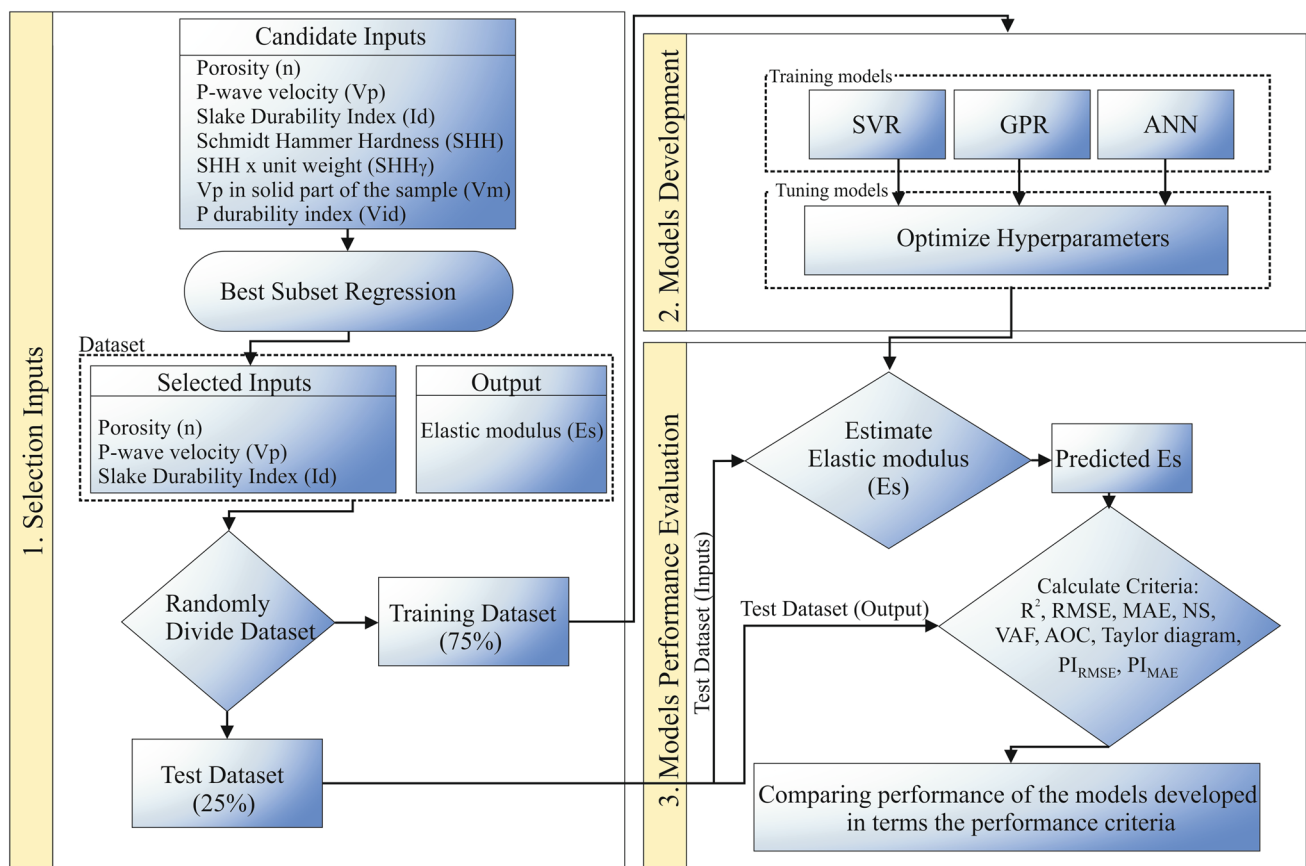 1. Selection Inputs
Candidate Inputs
Porosity (n)
P-wave velocity (Vp)
Slake Durability Index (Id)
Schmidt Hammer Hardness (SHH)
SHH x unit weight (SHHγ)
Vp in solid part of the sample (Vm)
P durability index (Vid)
Best Subset Regression
Dataset
Selected Inputs
Porosity (n)
P-wave velocity (Vp)
Slake Durability Index (Id)
Output
Elastic modulus (Es)
Randomly
Divide Dataset
Training Dataset
(75%)
Test Dataset
(25%)
2. Models Development
Training models
SVR
GPR
ANN
Tuning models
Optimize Hyperparameters
3. Models Performance Evaluation
Estimate
Elastic modulus
(Es)
Predicted Es
Test Dataset (Inputs)
Test Dataset (Output)
Calculate Criteria:
R², RMSE, MAE, NS,
VAF, AOC, Taylor diagram,
PI_RMSE, PI_MAE
Comparing performance of the models developed
in terms the performance criteria